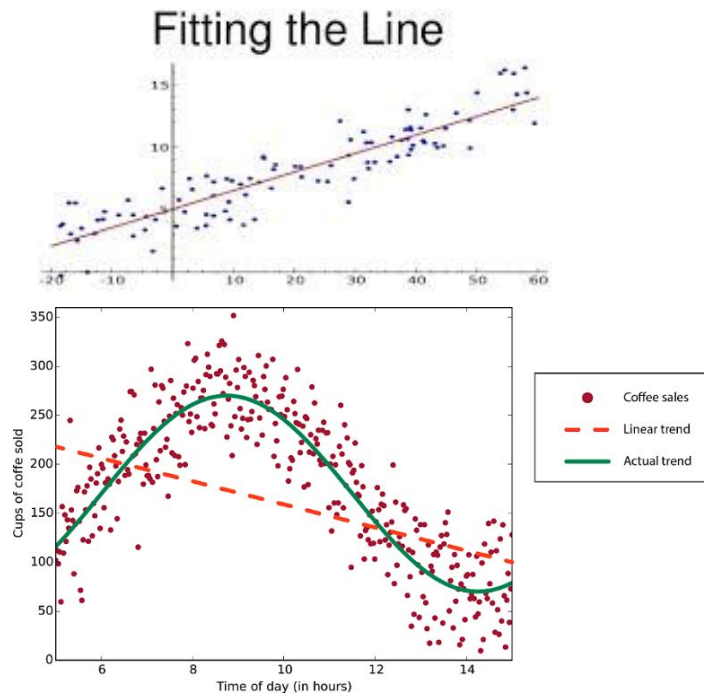 Fitting the Line
15
10
-20 -10 10 20 30 40 50 60
350
300
250
200
150
100
50
0
Cups of coffe sold
6 8 10 12 14
Time of day (in hours)
Coffee sales
Linear trend
Actual trend